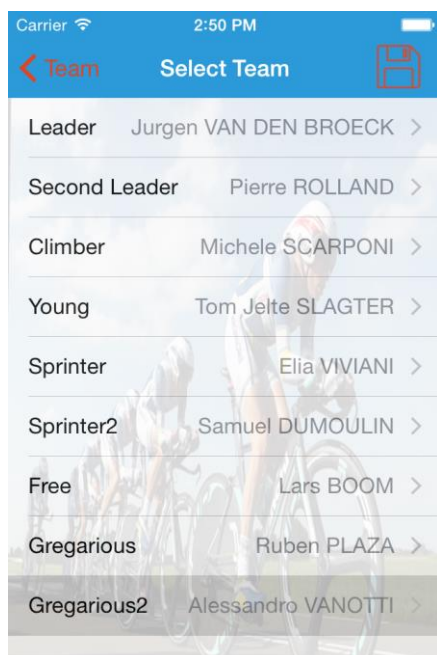 Carrier 2:50 PM
Team Select Team
Leader Jurgen VAN DEN BROECK
Second Leader Pierre ROLLAND
Climber Michele SCARPONI
Young Tom Jelte SLAGTER
Sprinter Elia VIVIANI
Sprinter2 Samuel DUMOULIN
Free Lars BOOM
Gregarious Ruben PLAZA
Gregarious2 Alessandro VANOTTI